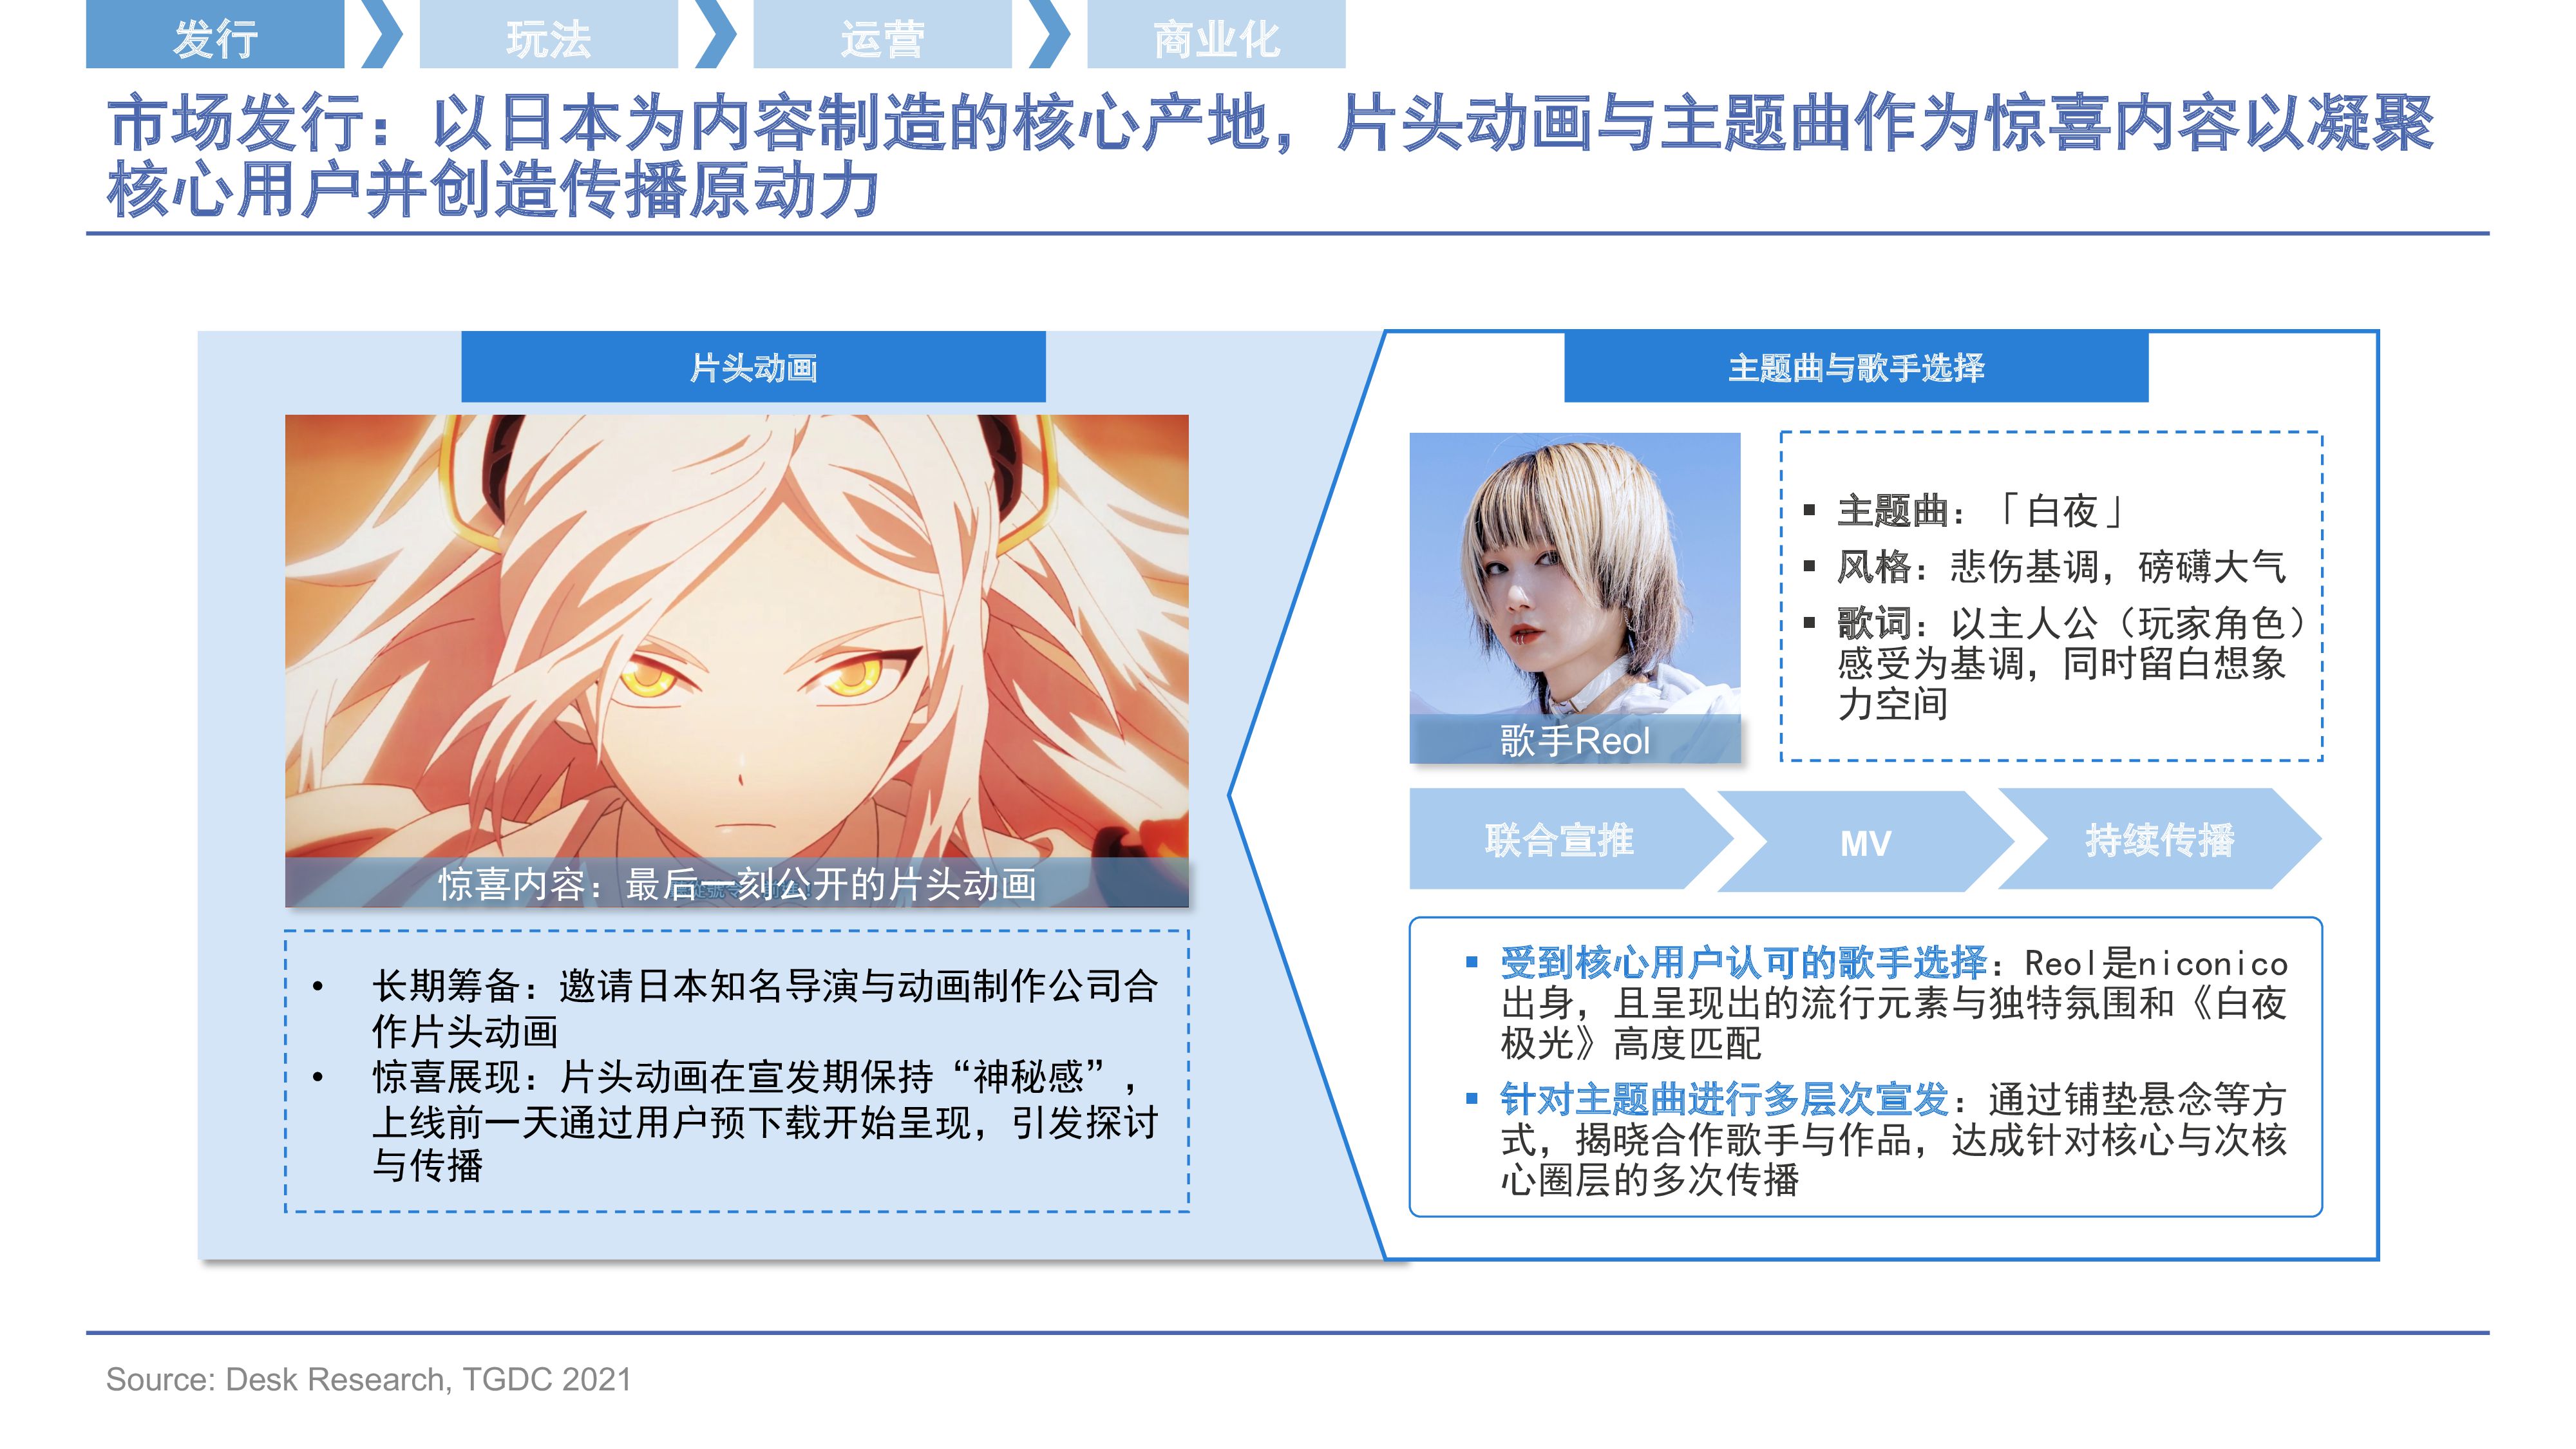 发行
玩法
运营
商业化
市场发行：以日本为内容制造的核心产地，片头动画与主题曲作为惊喜内容以凝聚
核心用户并创造传播原动力
片头动画
惊喜内容：最后一刻公开的片头动画
• 长期筹备：邀请日本知名导演与动画制作公司合
作片头动画
• 惊喜展现：片头动画在宣发期保持“神秘感”，
上线前一天通过用户预下载开始呈现，引发探讨
与传播
主题曲与歌手选择
歌手Reol
▪ 主题曲：「白夜」
▪ 风格：悲伤基调，磅礴大气
▪ 歌词：以主人公（玩家角色）
感受为基调，同时留白想象
力空间
联合宣推
MV
持续传播
▪ 受到核心用户认可的歌手选择：Reol是niconico
出身，且呈现出的流行元素与独特氛围和《白夜
极光》高度匹配
▪ 针对主题曲进行多层次宣发：通过铺垫悬念等方
式，揭晓合作歌手与作品，达成针对核心与次核
心圈层的多次传播
Source: Desk Research, TGDC 2021